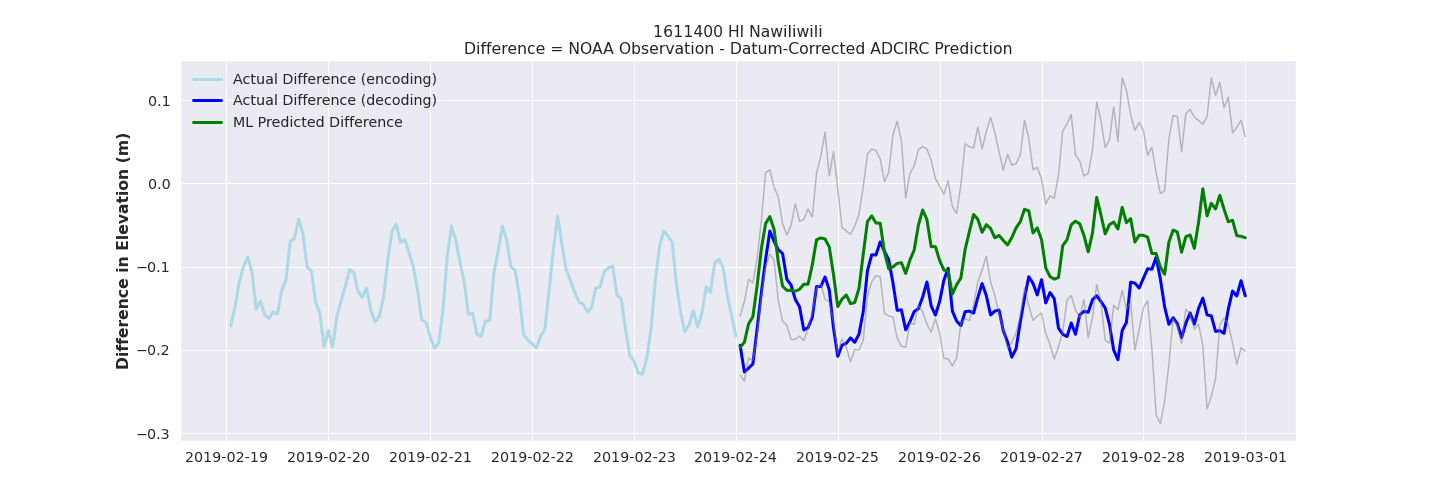 1611400 HI Nawiliwili
Difference = NOAA Observation - Datum-Corrected ADCIRC Prediction
Actual Difference (encoding)
Actual Difference (decoding)
ML Predicted Difference
Difference in Elevation (m)
0.1
0.0
−0.1
−0.2
−0.3
2019-02-19
2019-02-20
2019-02-21
2019-02-22
2019-02-23
2019-02-24
2019-02-25
2019-02-26
2019-02-27
2019-02-28
2019-03-01